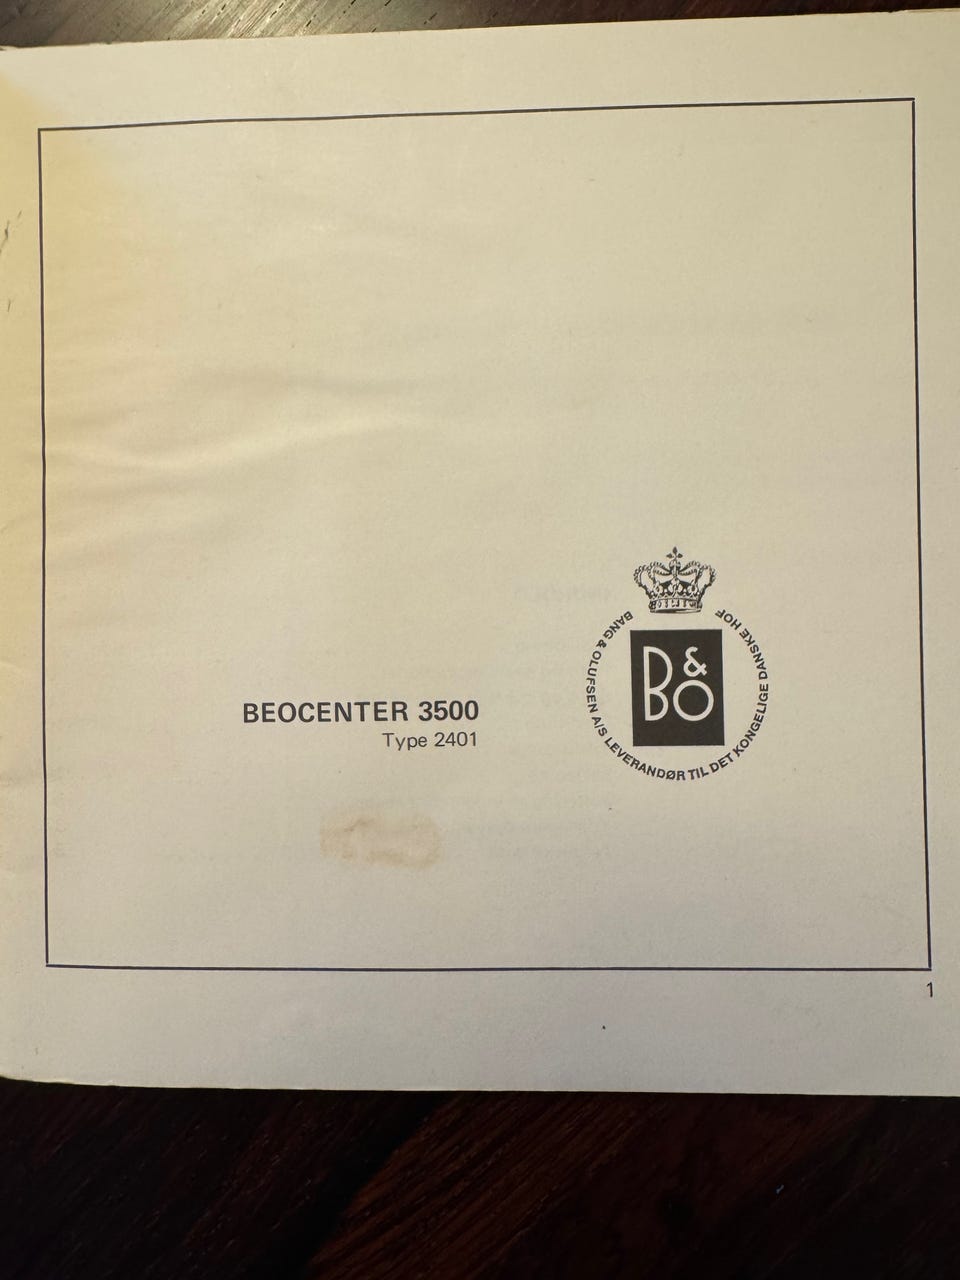 BANG & OLUFSEN A/S LEVERANDØR TIL DET KONGELIGE DANSKE HOF
B&O
BEOCENTER 3500
Type 2401
1